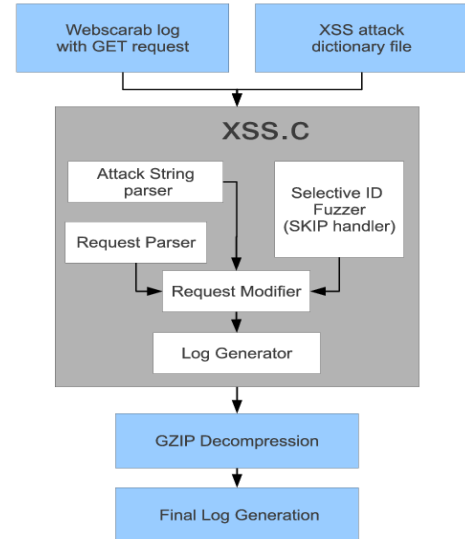 Webscarab log
with GET request
XSS attack
dictionary file
XSS.C
Attack String
parser
Selective ID
Fuzzer
(SKIP handler)
Request Parser
Request Modifier
Log Generator
GZIP Decompression
Final Log Generation